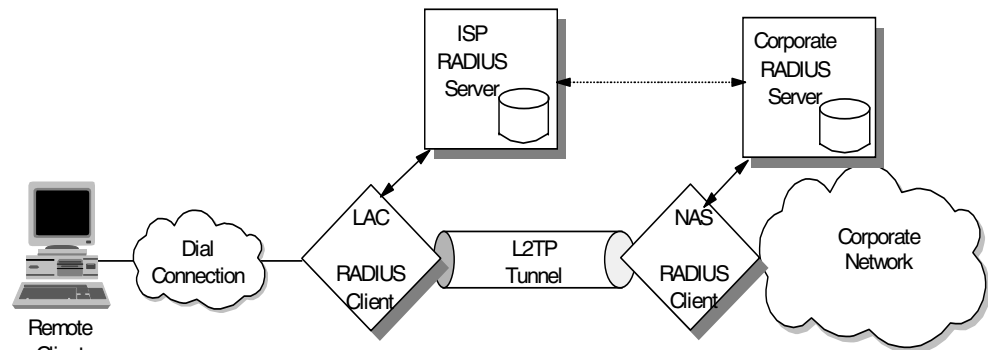 ISP
RADIUS
Server
Corporate
RADIUS
Server
LAC
RADIUS
Client
NAS
RADIUS
Client
L2TP
Tunnel
Dial
Connection
Corporate
Network
Remote